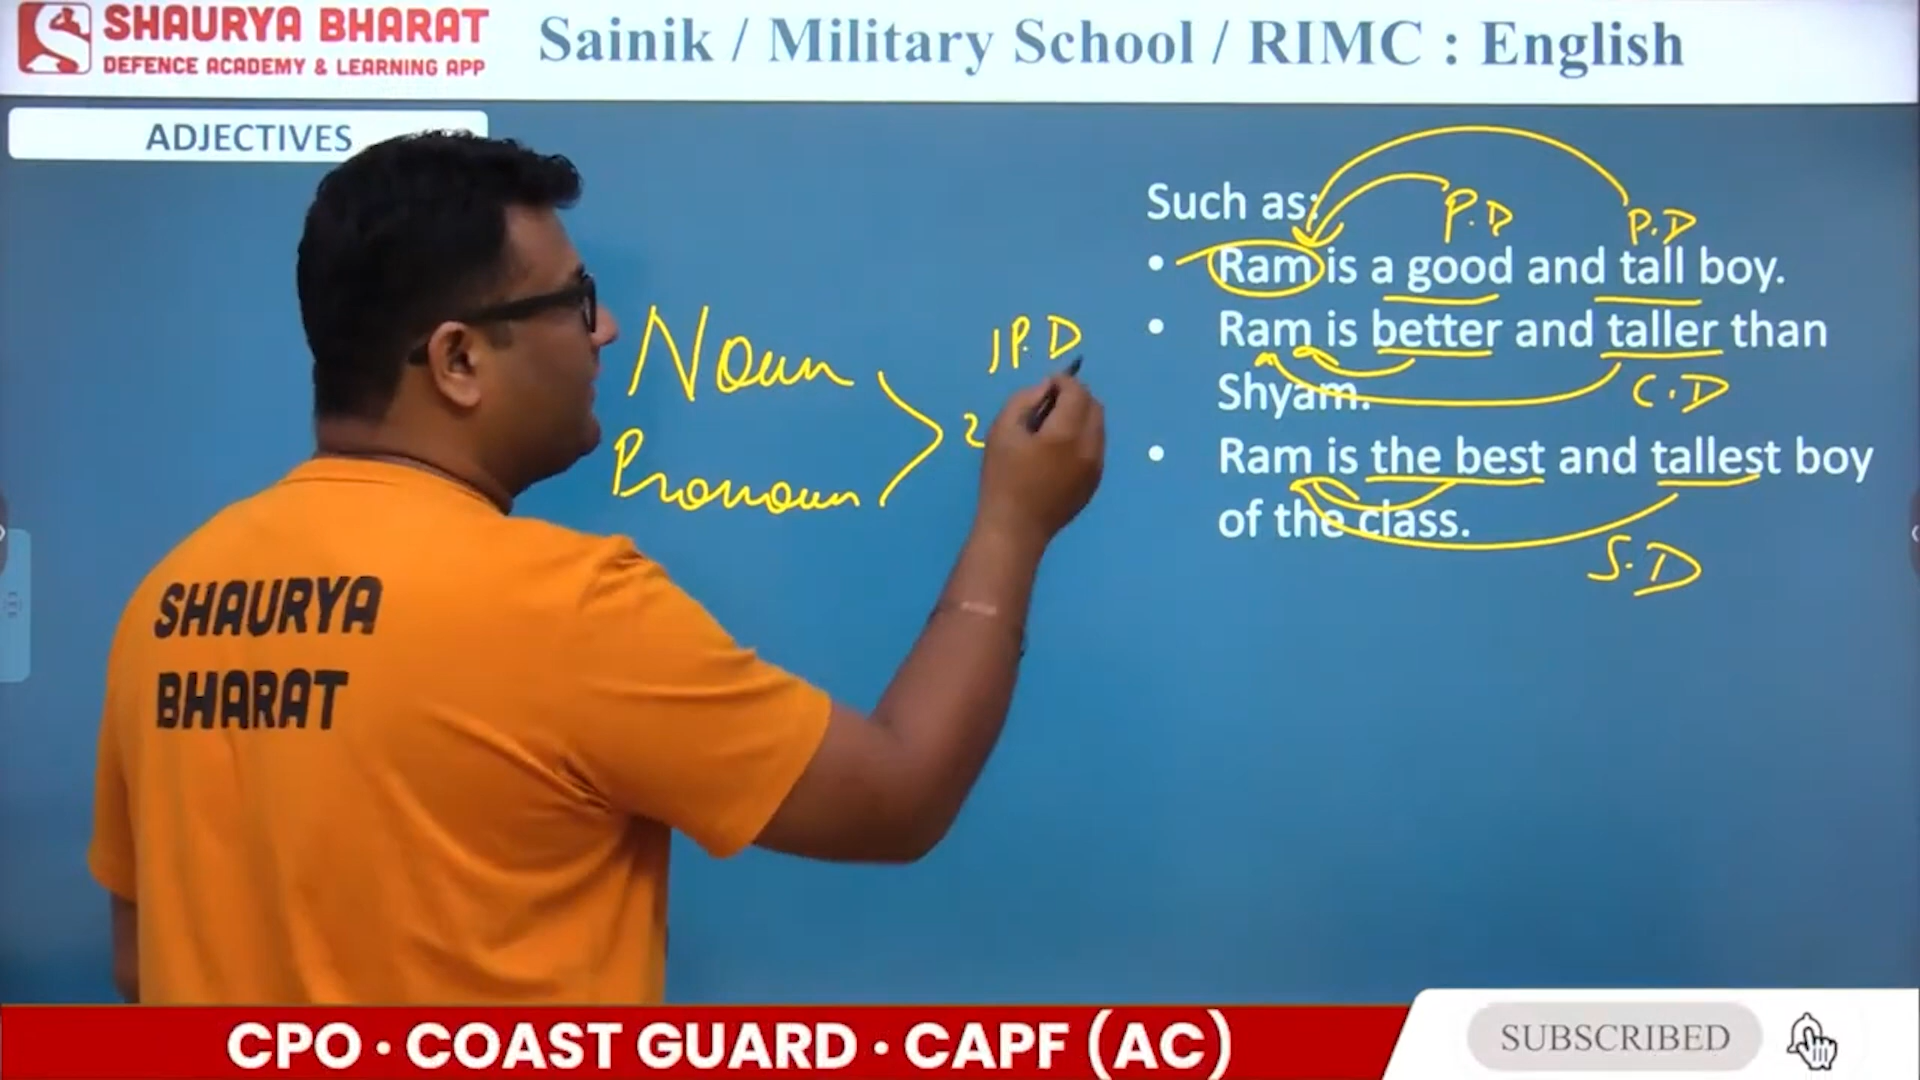 SHAURYA BHARAT
DEFENCE ACADEMY & LEARNING APP
Sainik / Military School / RIMC : English
ADJECTIVES
Such as:
P.D
P.D
• Ram is a good and tall boy.
• Ram is better and taller than
Shyam.
C.D
• Ram is the best and tallest boy
of the class.
S.D
Noun
Pronoun
1P.D
2
SHAURYA
BHARAT
CPO · COAST GUARD · CAPF (AC)
SUBSCRIBED